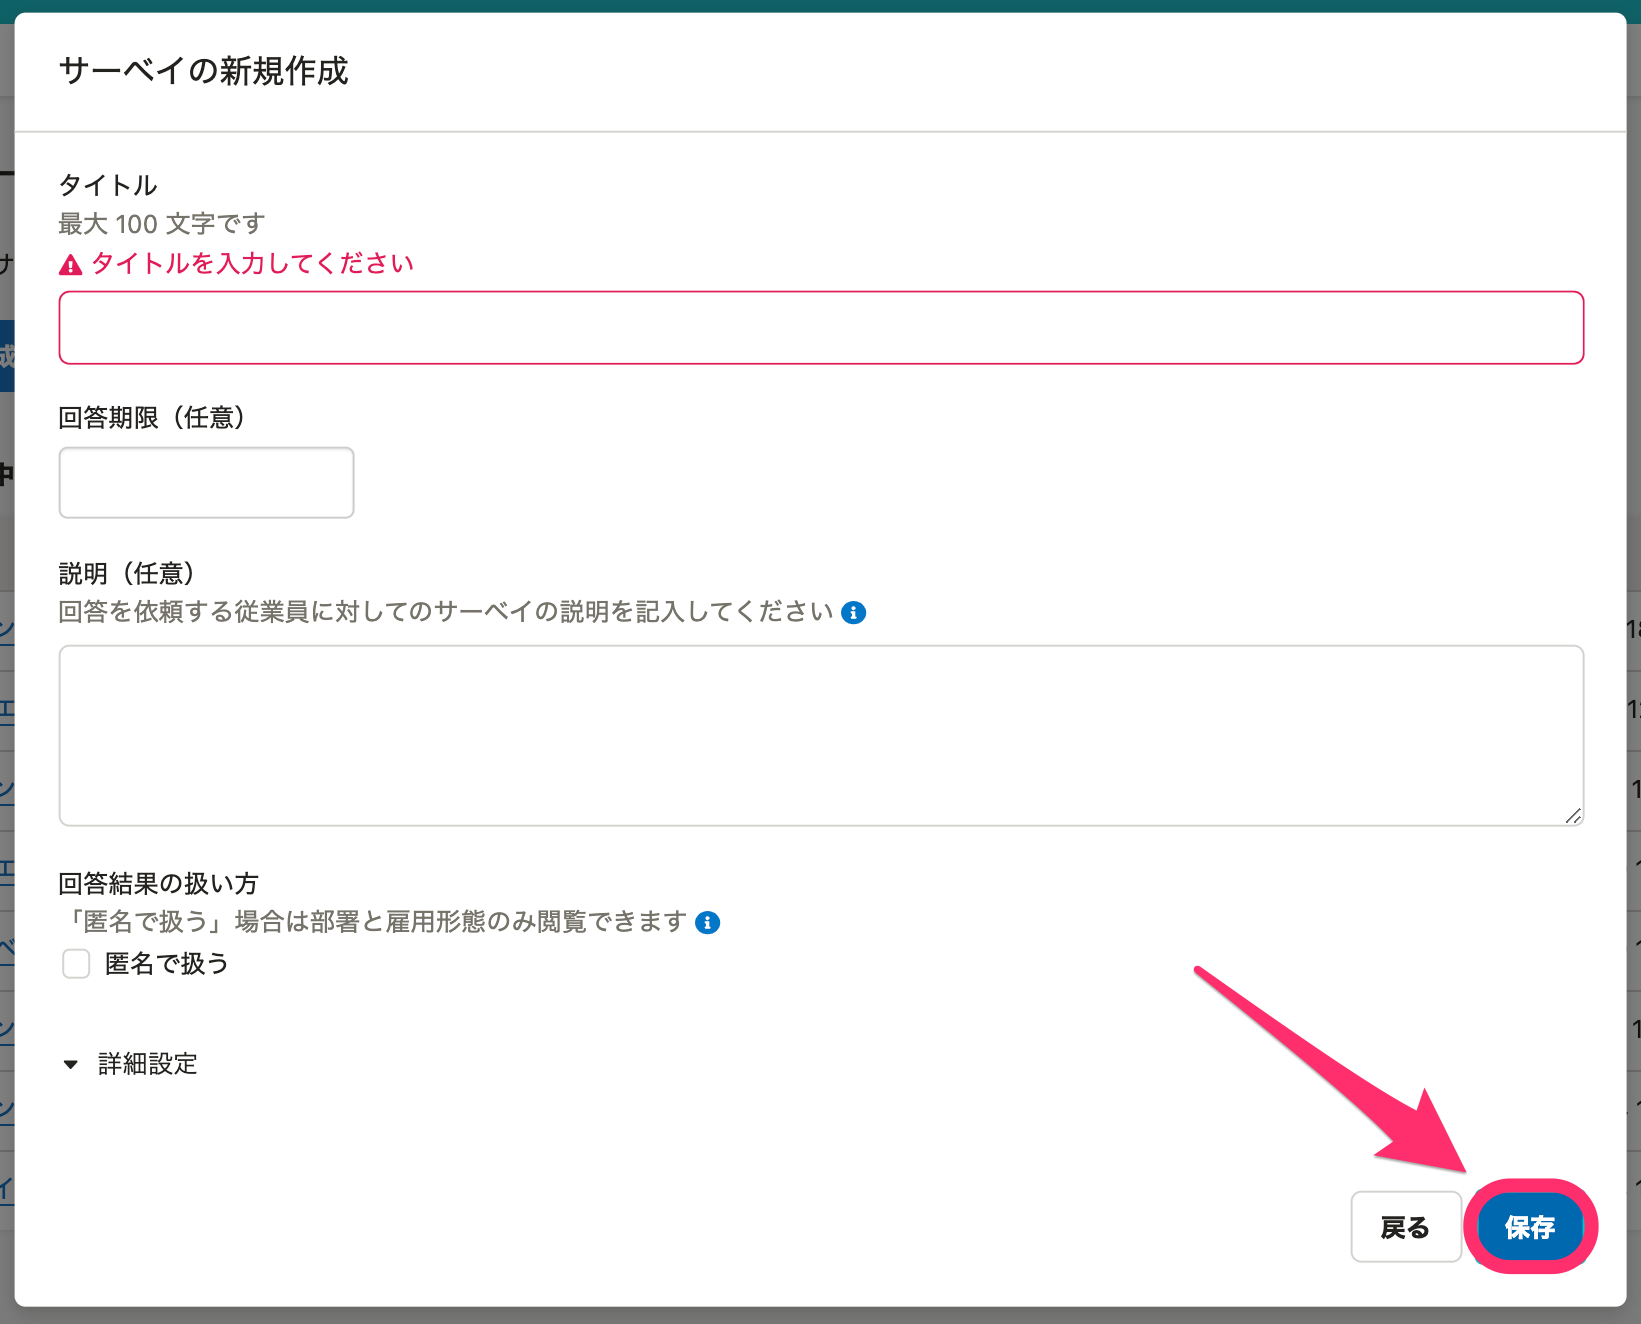 サーベイの新規作成
タイトル
最大 100 文字です
タイトルを入力してください
回答期限（任意）
説明（任意）
回答を依頼する従業員に対してのサーベイの説明を記入してください
回答結果の扱い方
「匿名で扱う」場合は部署と雇用形態のみ閲覧できます
匿名で扱う
詳細設定
戻る
保存